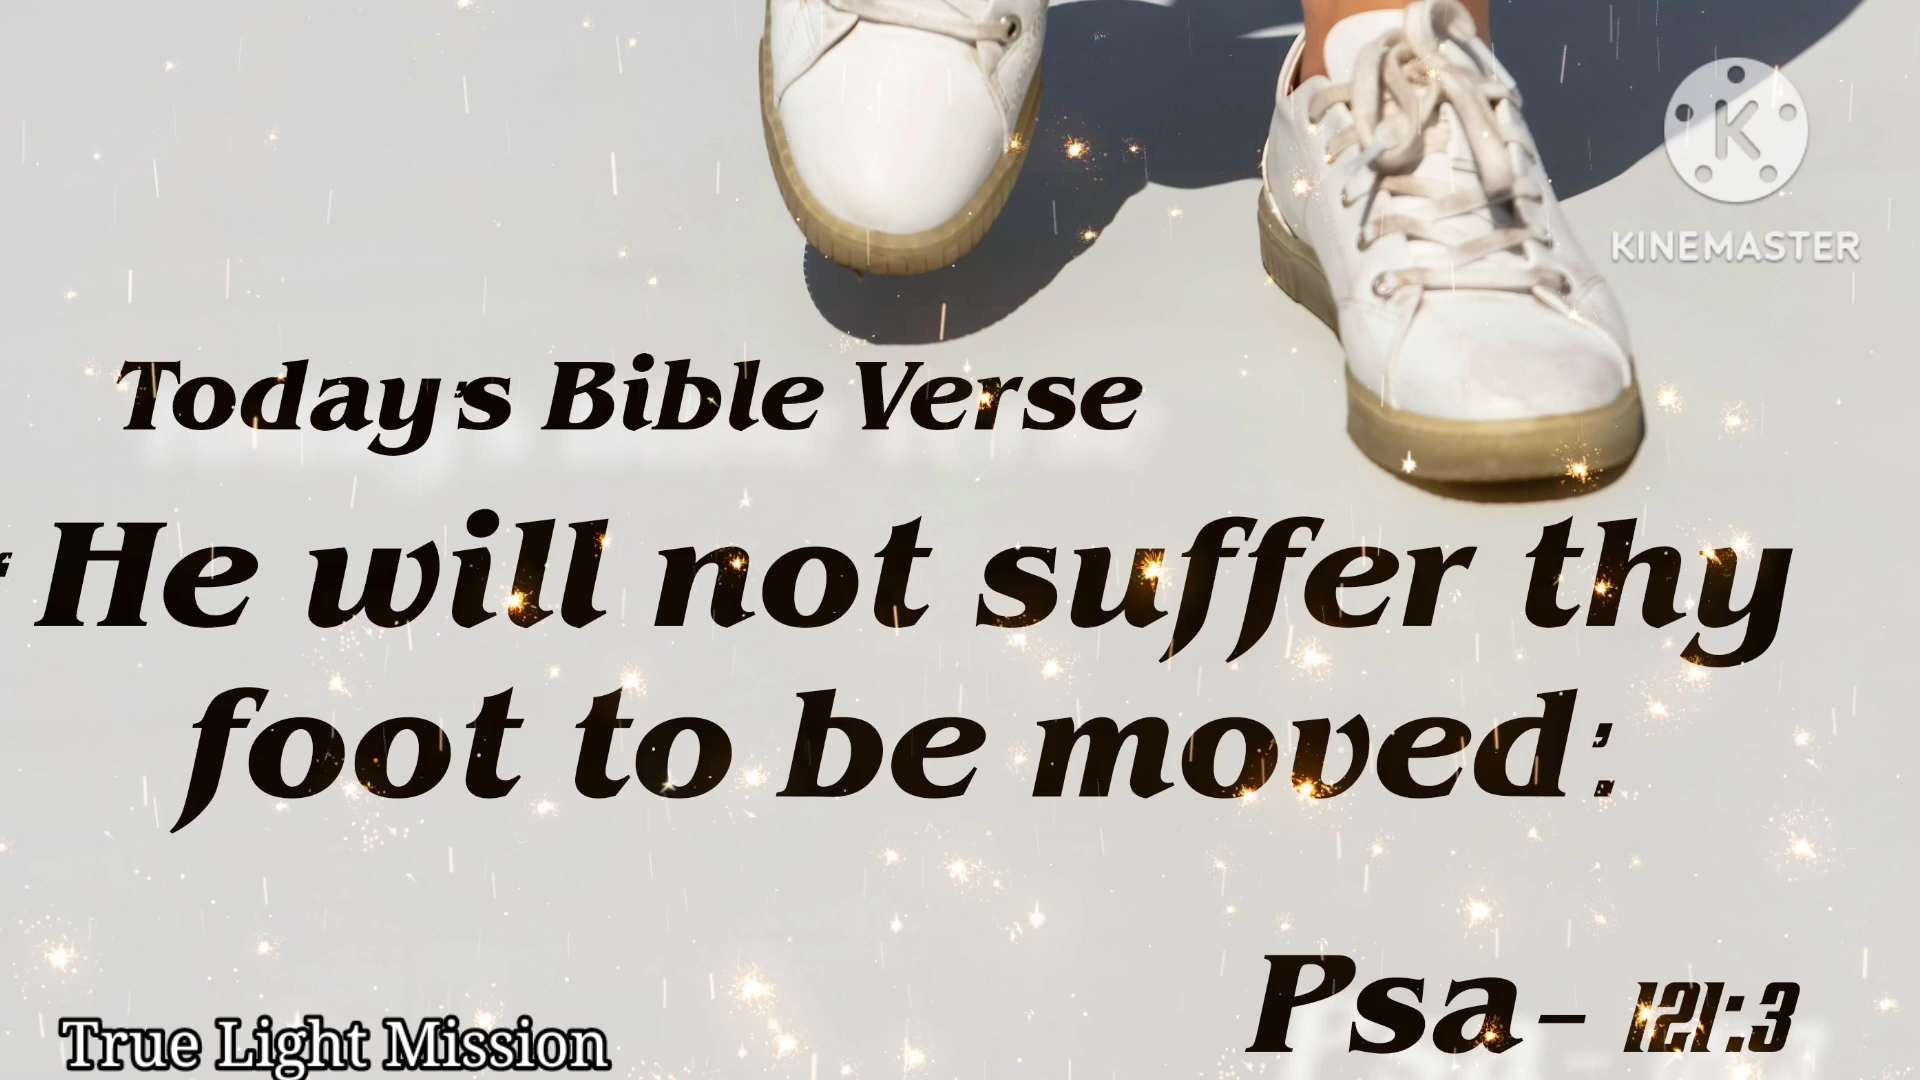 KINEMASTER
Today's Bible Verse
"He will not suffer thy
foot to be moved:
Psa- 121:3
True Light Mission